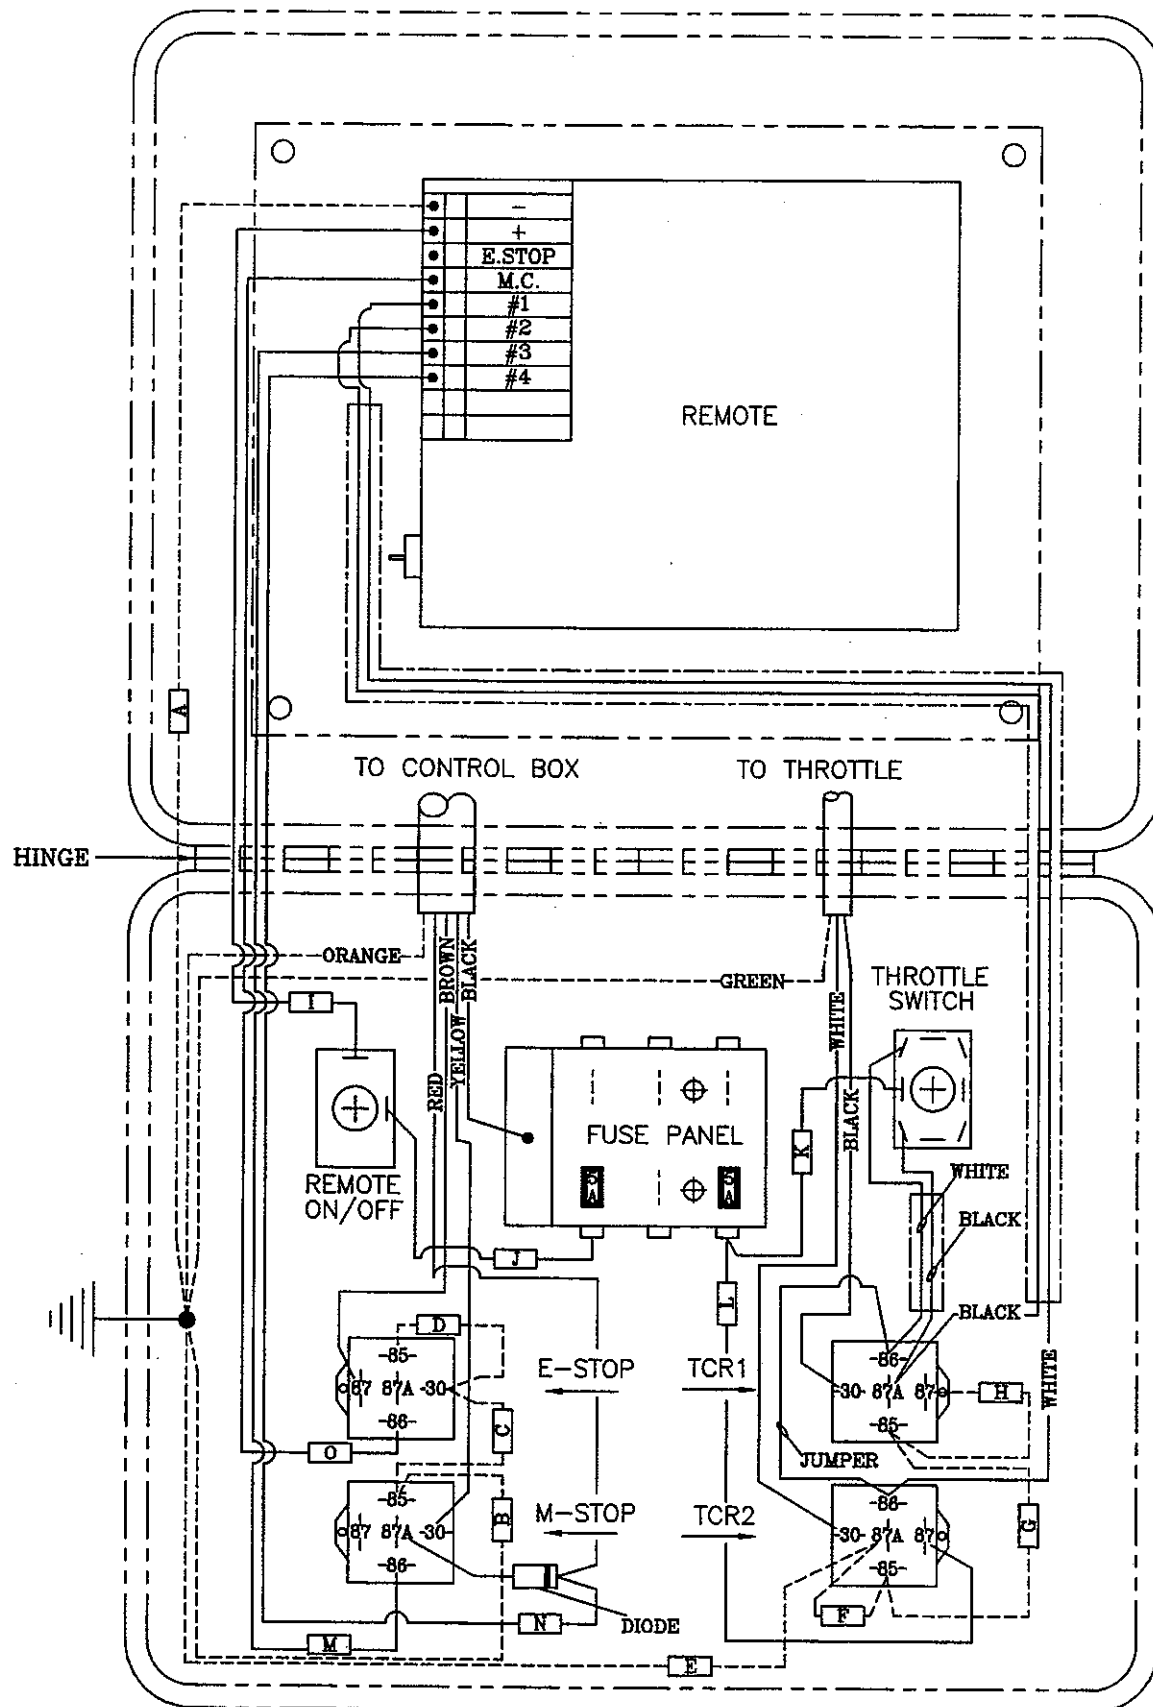 -
+
E.STOP
M.C.
#1
#2
#3
#4
REMOTE
A
TO CONTROL BOX
TO THROTTLE
HINGE
ORANGE
BROWN
BLACK
GREEN
THROTTLE
SWITCH
I
RED
YELLOW
WHITE
BLACK
FUSE PANEL
K
5A
5A
REMOTE
ON/OFF
WHITE
BLACK
J
L
BLACK
D
-85-
87 87A -30-
-86-
E-STOP
TCR1
-86-
-30- 87A 87
-85-
H
WHITE
C
O
JUMPER
-85-
87 87A -30-
-86-
B
M-STOP
TCR2
-86-
-30- 87A 87
-85-
G
F
N
DIODE
M
E